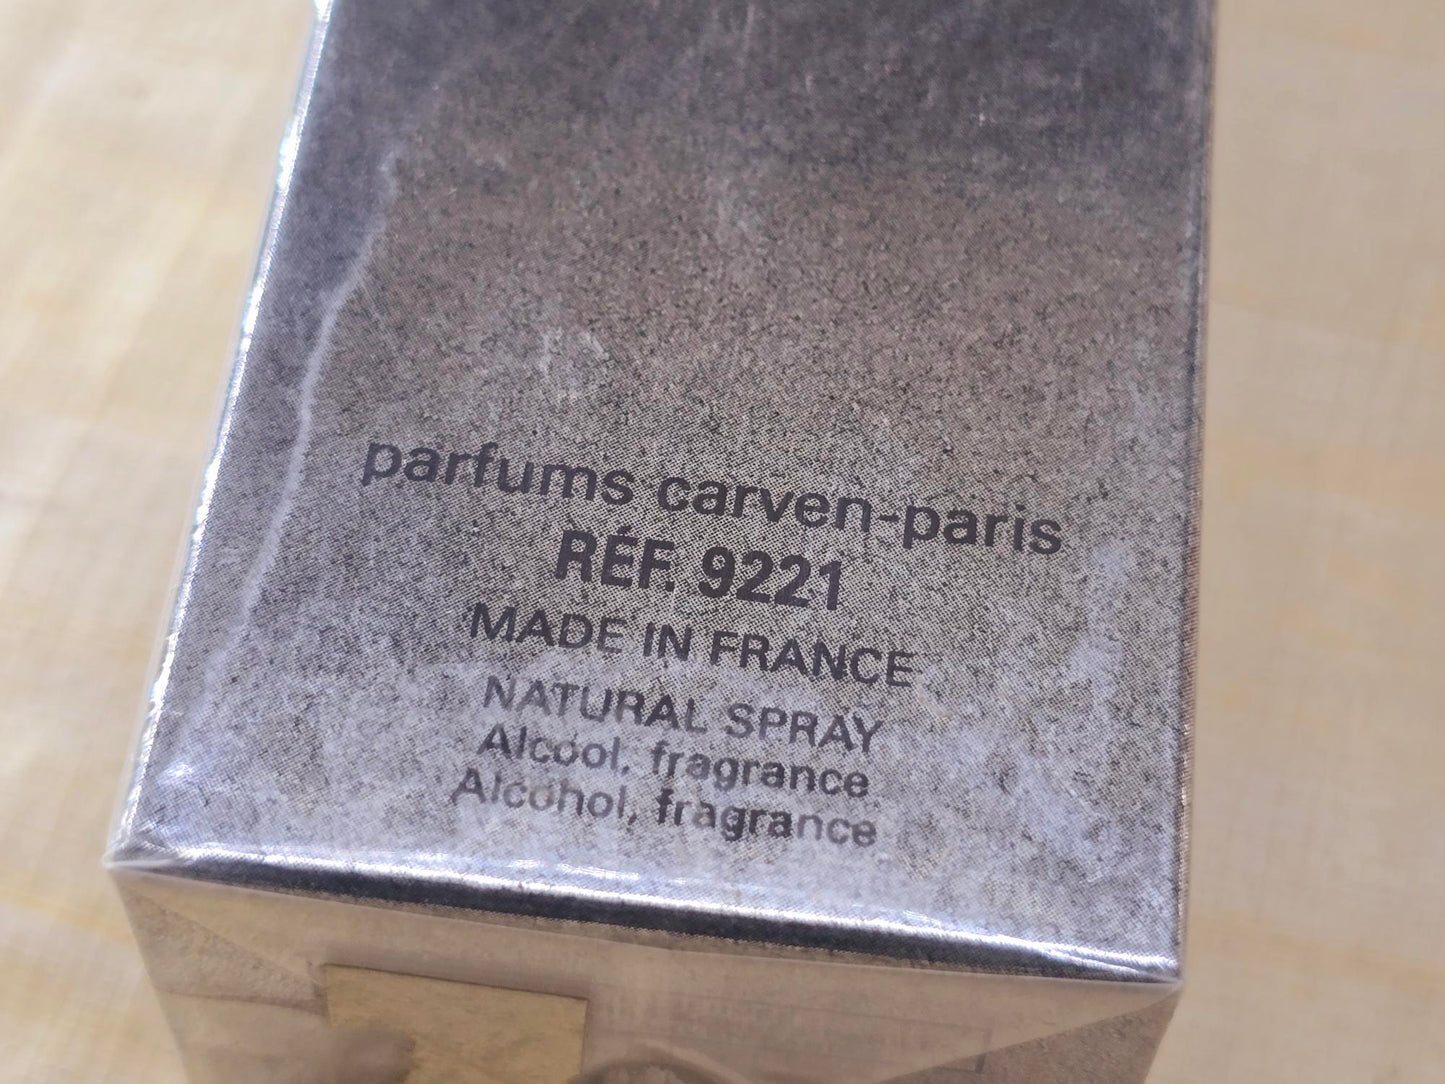 parfums carven-paris
RÉF. 9221
MADE IN FRANCE
NATURAL SPRAY
Alcool, fragrance
Alcohol, fragrance